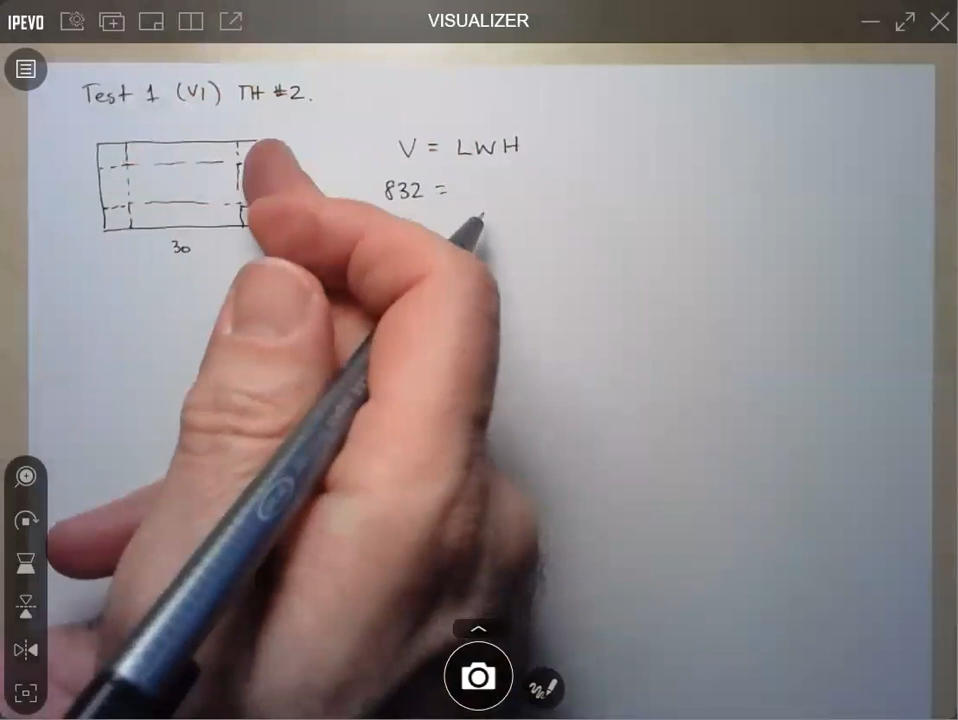 IPEVO
VISUALIZER
Test 1 (V1) TH #2.
V = LWH
832 =
30